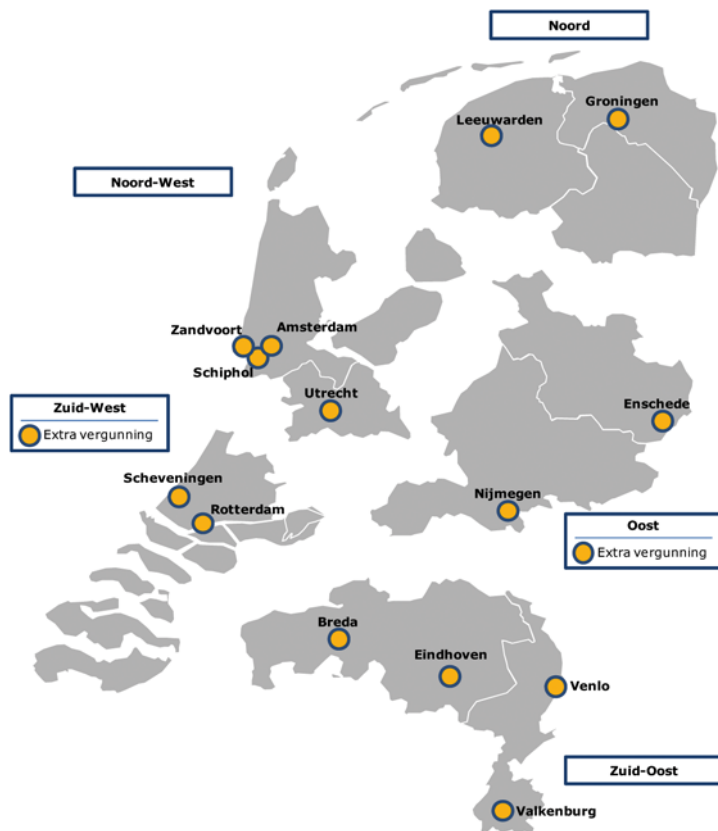 Noord
Groningen
Leeuwarden
Noord-West
Zandvoort
Amsterdam
Schiphol
Utrecht
Zuid-West
Extra vergunning
Enschede
Scheveningen
Rotterdam
Nijmegen
Oost
Extra vergunning
Breda
Eindhoven
Venlo
Zuid-Oost
Valkenburg